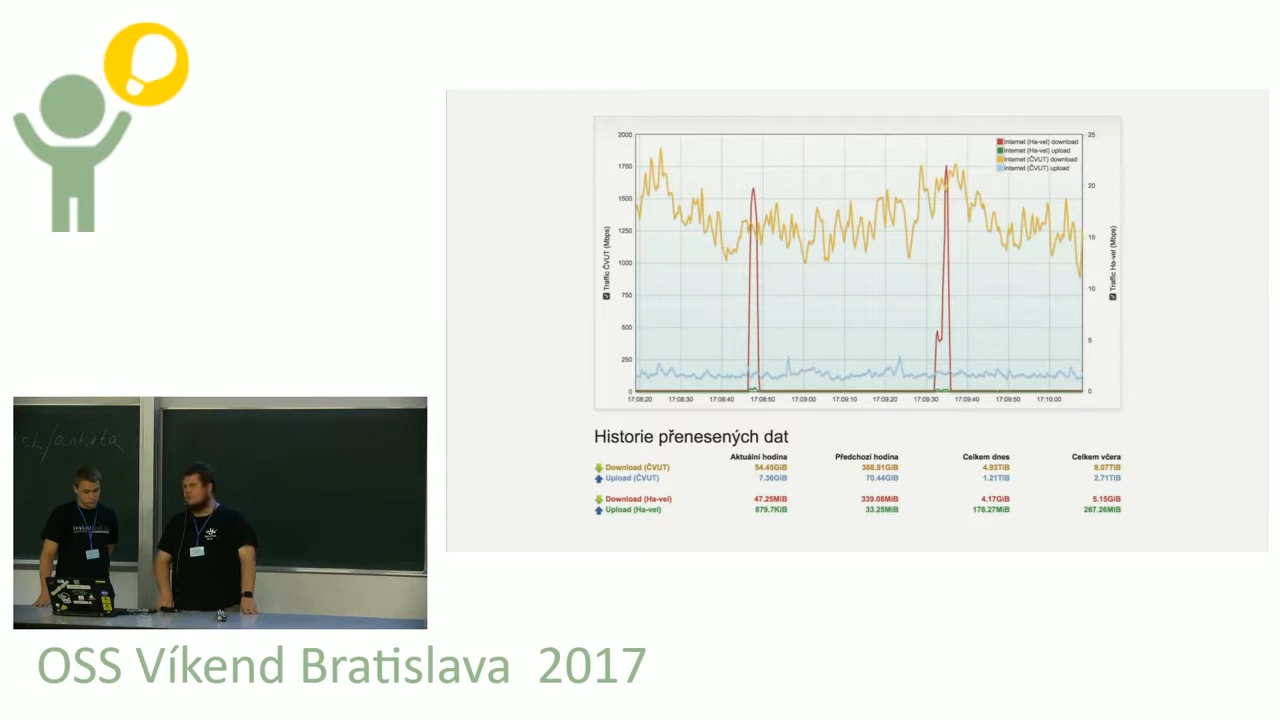 2000
1750
1500
1250
1000
750
500
250
0
25
20
15
10
5
0
Traffic ČVUT (Mbps)
Traffic Ha-vel (Mbps)
Internet (Ha-vel) download
Internet (Ha-vel) upload
Internet (ČVUT) download
Internet (ČVUT) upload
17:08:20 17:08:30 17:08:40 17:08:50 17:09:00 17:09:10 17:09:20 17:09:30 17:09:40 17:09:50 17:10:00
Historie přenesených dat
Aktuální hodina Předchozí hodina Celkem dnes Celkem včera
Download (ČVUT) 54.45GiB 388.91GiB 4.93TiB 8.07TiB
Upload (ČVUT) 7.36GiB 70.44GiB 1.21TiB 2.71TiB
Download (Ha-vel) 47.25MiB 339.08MiB 4.17GiB 5.15GiB
Upload (Ha-vel) 879.7KiB 33.25MiB 178.27MiB 267.26MiB
/anketa
OSS Víkend Bratislava 2017